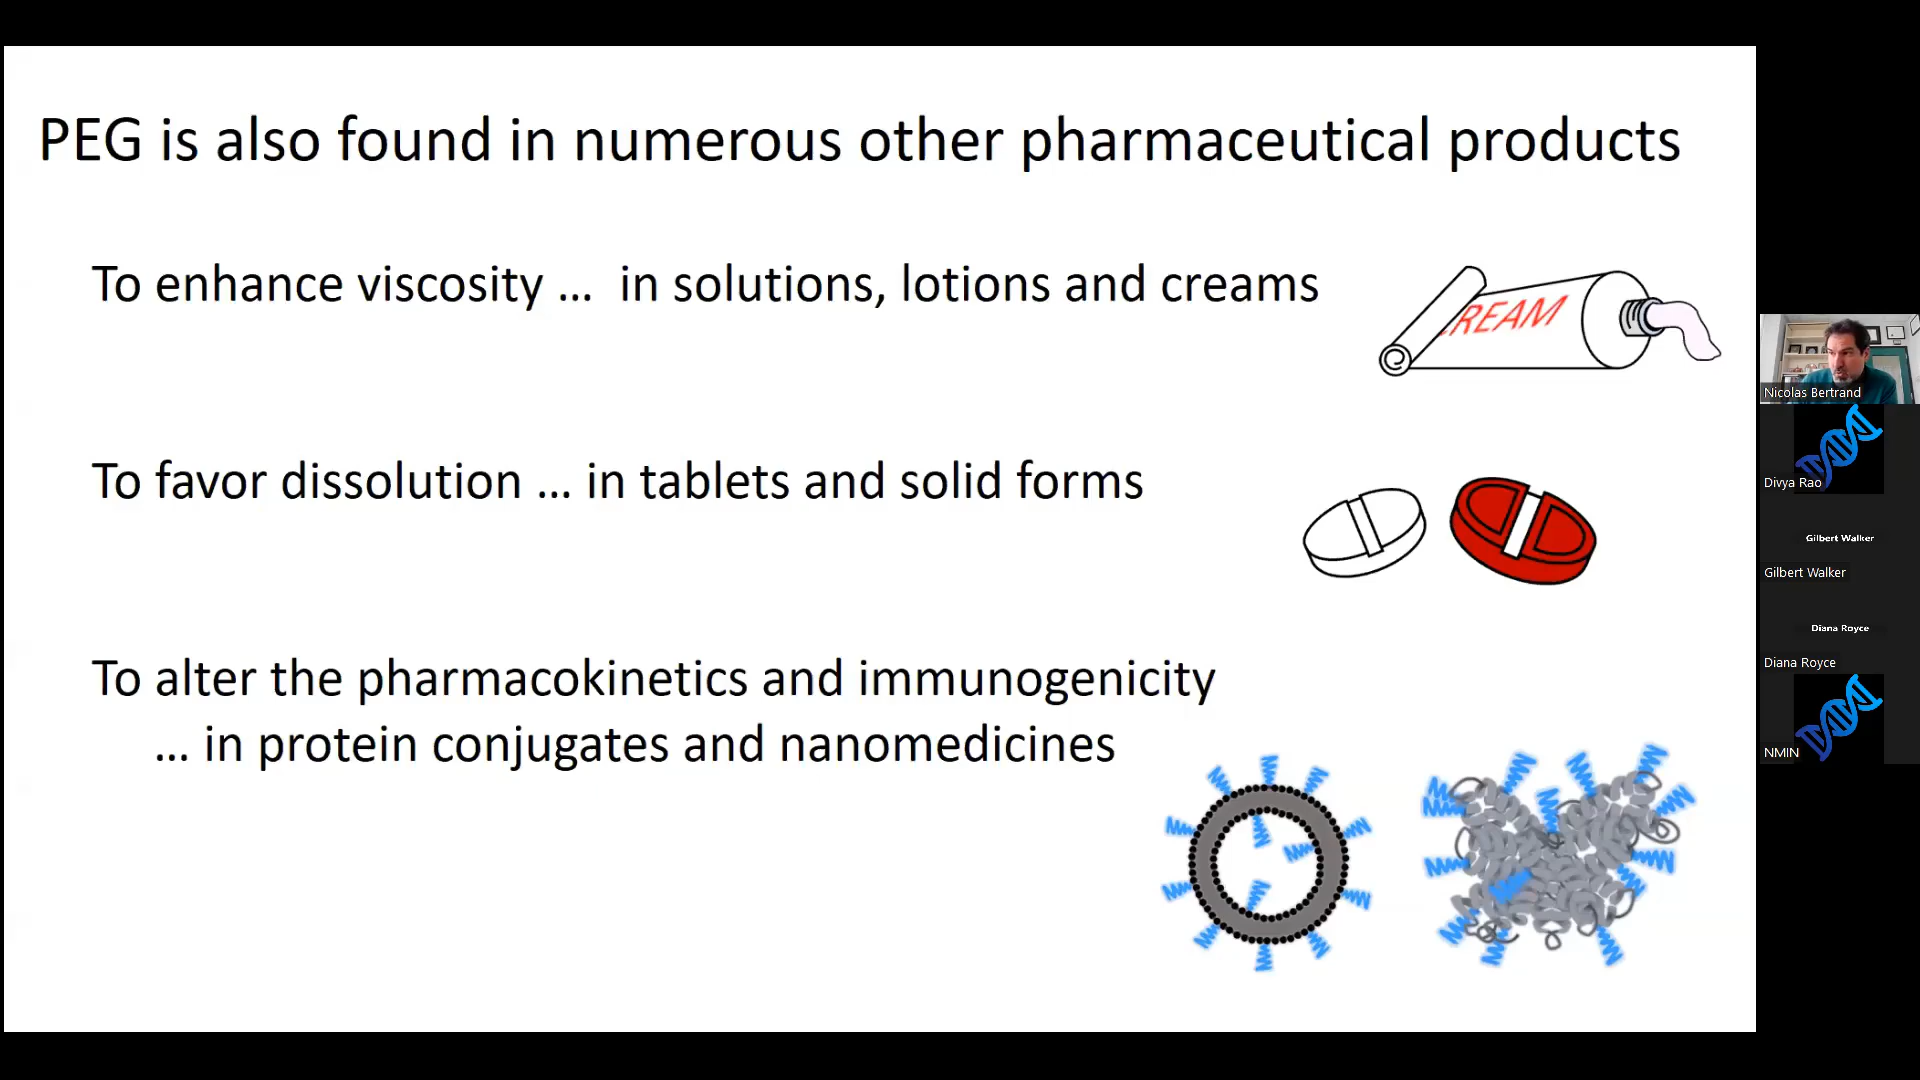 PEG is also found in numerous other pharmaceutical products
To enhance viscosity … in solutions, lotions and creams
REAM
To favor dissolution … in tablets and solid forms
To alter the pharmacokinetics and immunogenicity
… in protein conjugates and nanomedicines
Nicolas Bertrand
Divya Rao
Gilbert Walker
Gilbert Walker
Diana Royce
Diana Royce
NMIN